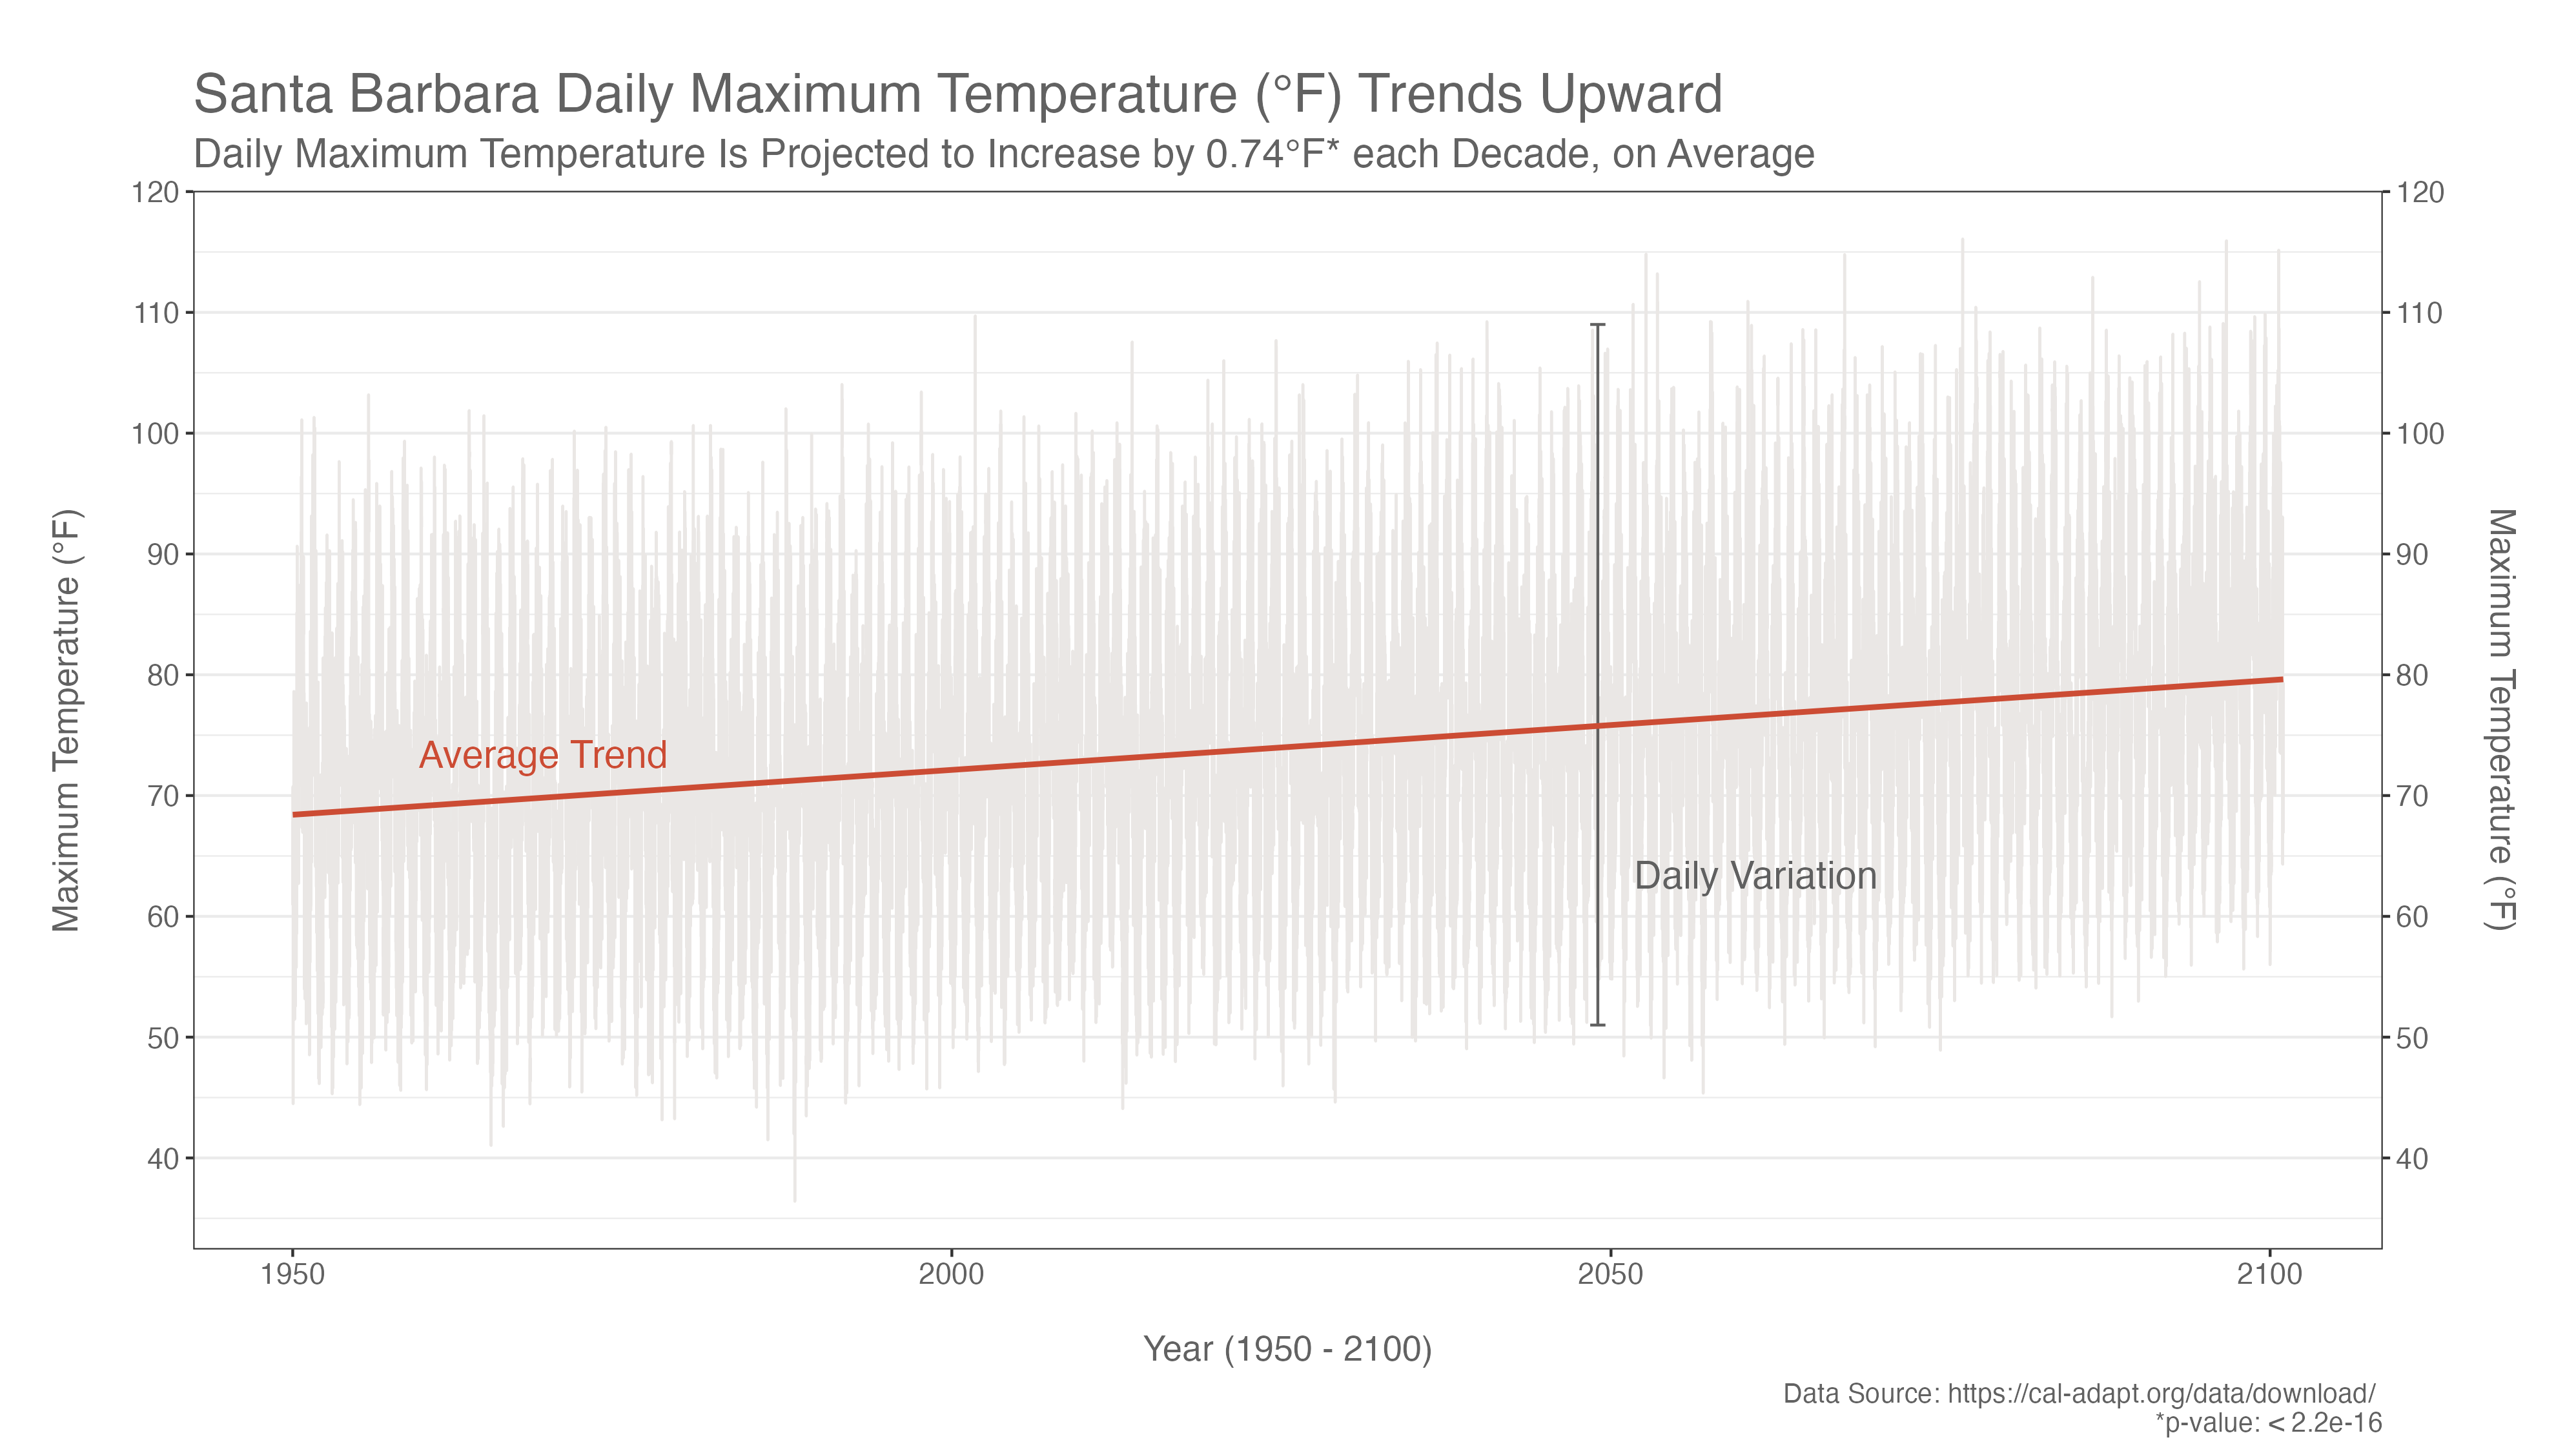 Santa Barbara Daily Maximum Temperature (°F) Trends Upward
Daily Maximum Temperature Is Projected to Increase by 0.74°F* each Decade, on Average
120
110
100
90
80
70
60
50
40
120
110
100
90
80
70
60
50
40
Maximum Temperature (°F)
Maximum Temperature (°F)
Average Trend
Daily Variation
1950
2000
2050
2100
Year (1950 - 2100)
Data Source: https://cal-adapt.org/data/download/
*p-value: < 2.2e-16